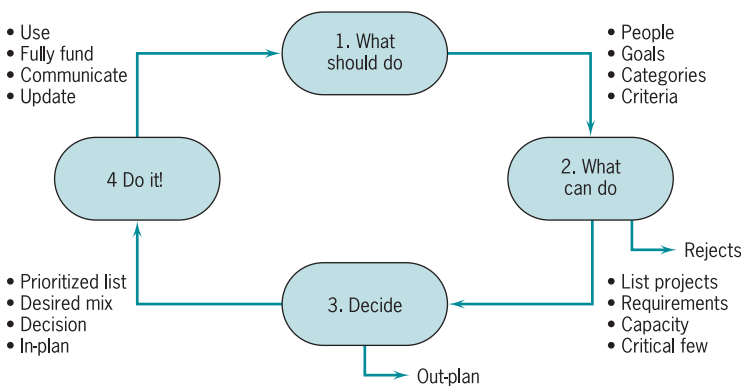 • Use
• Fully fund
• Communicate
• Update
1. What
should do
• People
• Goals
• Categories
• Criteria
4 Do it!
2. What
can do
Rejects
• Prioritized list
• Desired mix
• Decision
• In-plan
3. Decide
• List projects
• Requirements
• Capacity
• Critical few
Out-plan